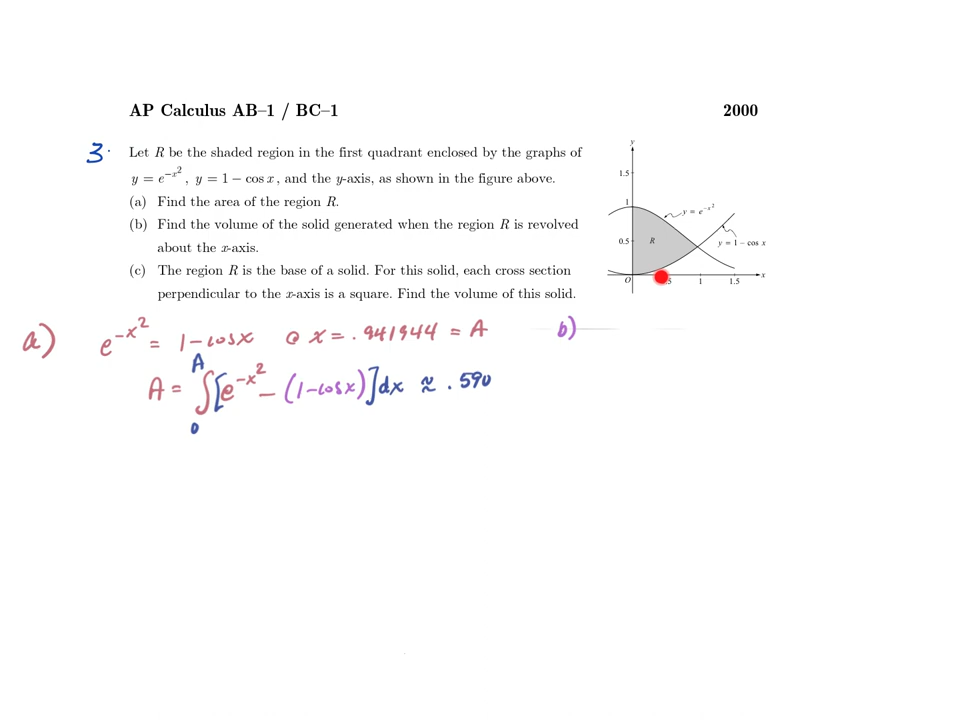 AP Calculus AB–1 / BC–1 2000
3. Let R be the shaded region in the first quadrant enclosed by the graphs of
y = e^{-x^2}, y = 1 − cos x, and the y-axis, as shown in the figure above.
(a) Find the area of the region R.
(b) Find the volume of the solid generated when the region R is revolved
about the x-axis.
(c) The region R is the base of a solid. For this solid, each cross section
perpendicular to the x-axis is a square. Find the volume of this solid.
y
1.5
1
y = e^{-x^2}
0.5
R
y = 1 − cos x
O
1
1.5
x
a) e^{-x^2} = 1-cosx @ x = .941944 = A
A = ∫_0^A [e^{-x^2} − (1-cosx)]dx ≈ .590
b)